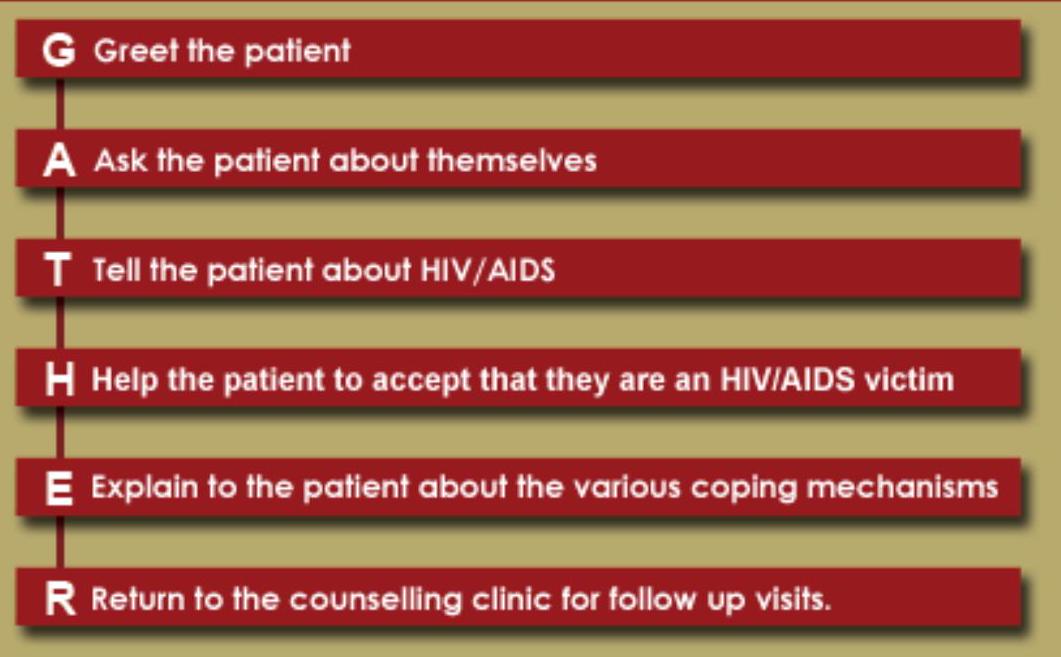 G Greet the patient
A Ask the patient about themselves
T Tell the patient about HIV/AIDS
H Help the patient to accept that they are an HIV/AIDS victim
E Explain to the patient about the various coping mechanisms
R Return to the counselling clinic for follow up visits.